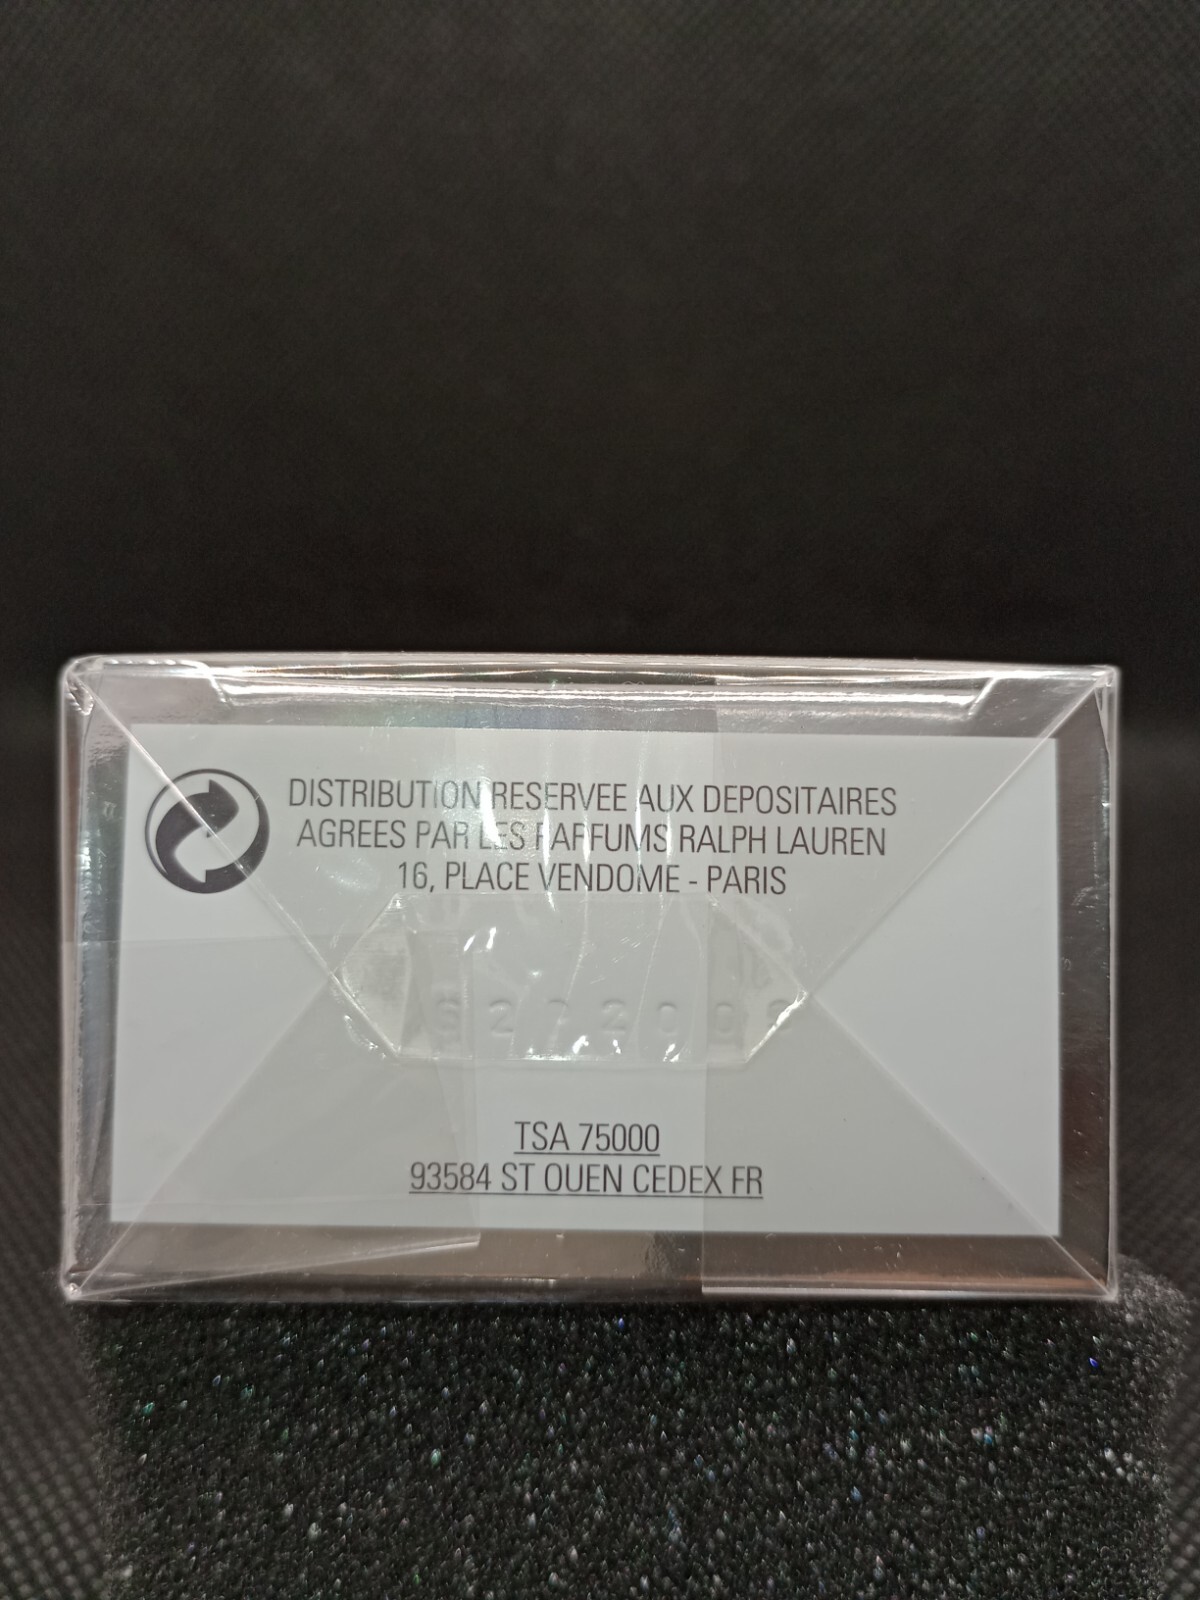 DISTRIBUTION RESERVEE AUX DEPOSITAIRES
AGREES PAR LES PARFUMS RALPH LAUREN
16, PLACE VENDOME - PARIS
TSA 75000
93584 ST OUEN CEDEX FR